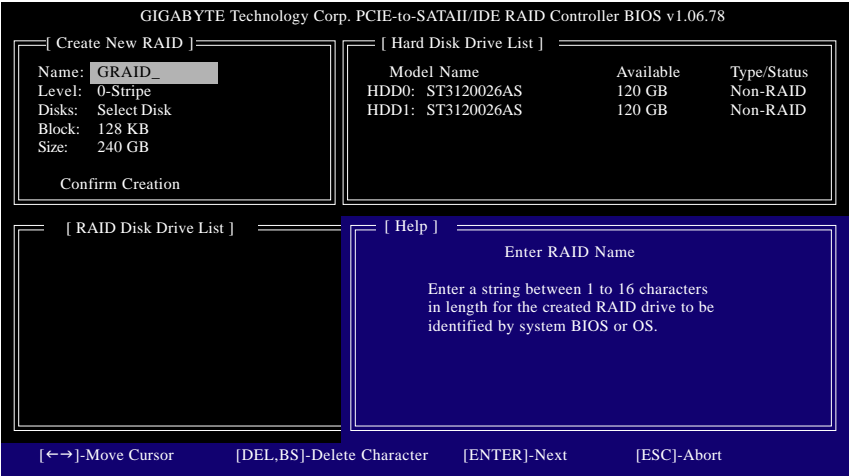 GIGABYTE Technology Corp. PCIE-to-SATAII/IDE RAID Controller BIOS v1.06.78
[ Create New RAID ]
Name: GRAID_
Level: 0-Stripe
Disks: Select Disk
Block: 128 KB
Size: 240 GB
Confirm Creation
[ Hard Disk Drive List ]
Model Name Available Type/Status
HDD0: ST3120026AS 120 GB Non-RAID
HDD1: ST3120026AS 120 GB Non-RAID
[ RAID Disk Drive List ]
[ Help ]
Enter RAID Name
Enter a string between 1 to 16 characters
in length for the created RAID drive to be
identified by system BIOS or OS.
[←→]-Move Cursor [DEL,BS]-Delete Character [ENTER]-Next [ESC]-Abort